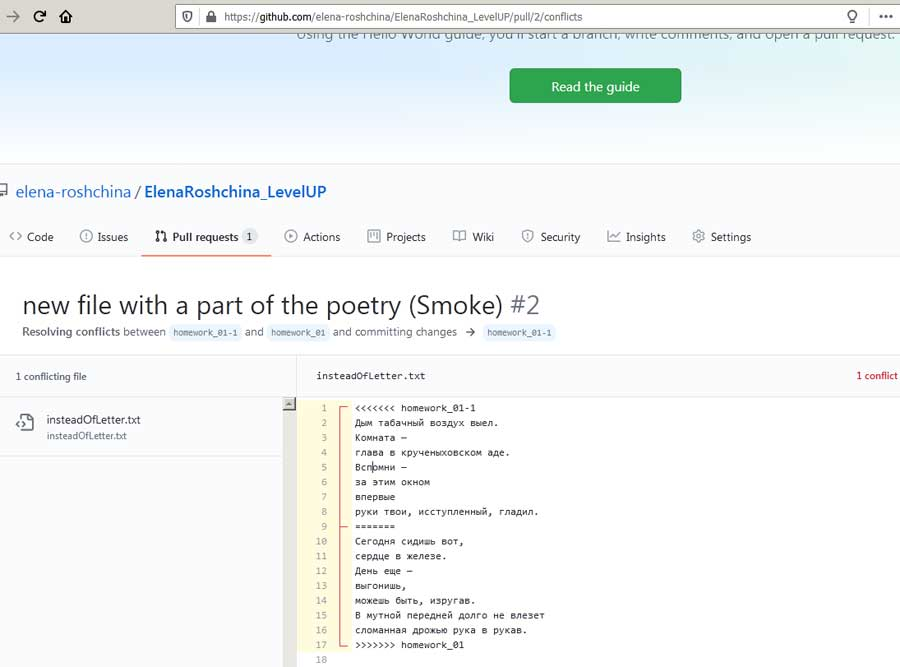 https://github.com/elena-roshchina/ElenaRoshchina_LevelUP/pull/2/conflicts
Using the Hello World guide, you'll start a branch, write comments, and open a pull request.
Read the guide
elena-roshchina / ElenaRoshchina_LevelUP
Code Issues Pull requests 1 Actions Projects Wiki Security Insights Settings
new file with a part of the poetry (Smoke) #2
Resolving conflicts between homework_01-1 and homework_01 and committing changes → homework_01-1
1 conflicting file
insteadOfLetter.txt
1 conflict
insteadOfLetter.txt
insteadOfLetter.txt
1 <<<<<<< homework_01-1
2 Дым табачный воздух выел.
3 Комната —
4 глава в крученыховском аде.
5 Вспомни —
6 за этим окном
7 впервые
8 руки твои, исступленный, гладил.
9 =======
10 Сегодня сидишь вот,
11 сердце в железе.
12 День еще —
13 выгонишь,
14 можешь быть, изругав.
15 В мутной передней долго не влезет
16 сломанная дрожью рука в рукав.
17 >>>>>>> homework_01
18